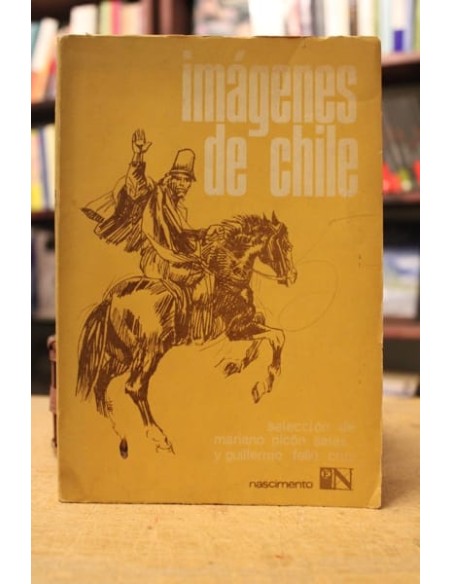 imágenes
de chile
selección de
mariano picón salas
y guillermo feliú cruz
nascimento
N